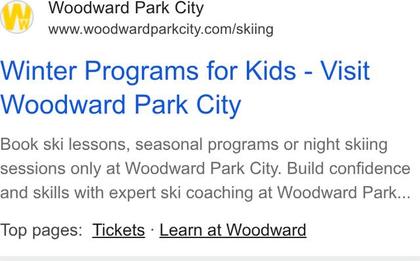 Woodward Park City
www.woodwardparkcity.com/skiing
Winter Programs for Kids - Visit
Woodward Park City
Book ski lessons, seasonal programs or night skiing
sessions only at Woodward Park City. Build confidence
and skills with expert ski coaching at Woodward Park...
Top pages: Tickets · Learn at Woodward